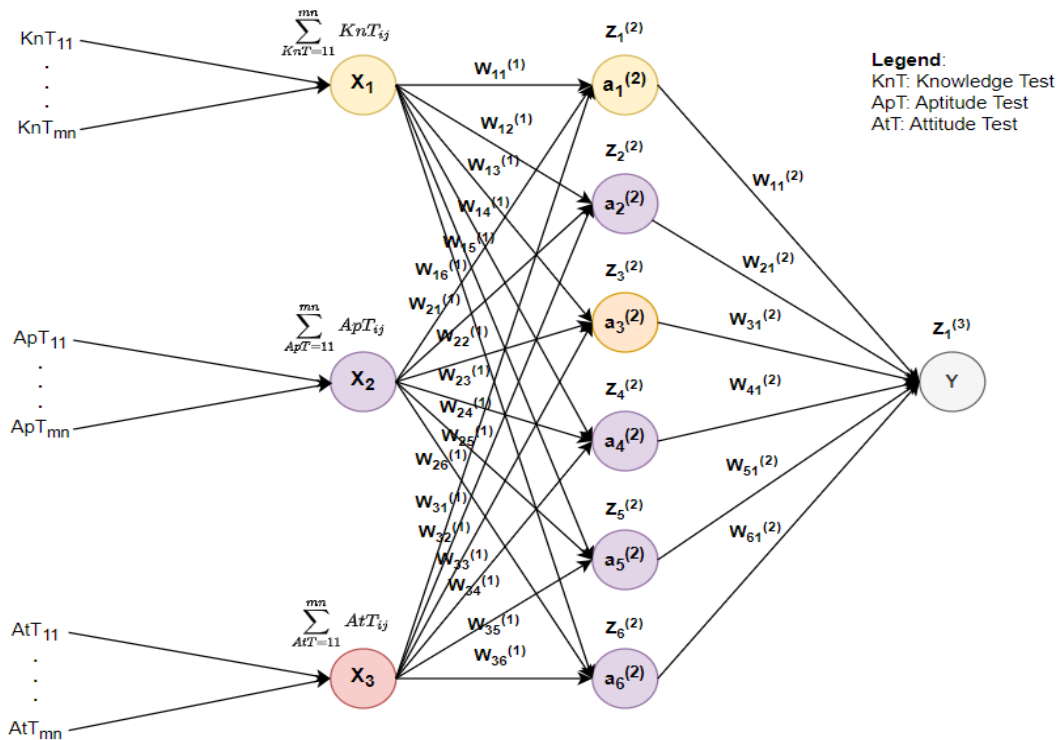 KnT₁₁
.
.
.
KnTₘₙ
mn
∑ KnTᵢⱼ
KnT=11
X₁
ApT₁₁
.
.
.
ApTₘₙ
mn
∑ ApTᵢⱼ
ApT=11
X₂
AtT₁₁
.
.
.
AtTₘₙ
mn
∑ AtTᵢⱼ
AtT=11
X₃
W₁₁⁽¹⁾
W₁₂⁽¹⁾
W₁₃⁽¹⁾
W₁₄⁽¹⁾
W₁₅⁽¹⁾
W₁₆⁽¹⁾
W₂₁⁽¹⁾
W₂₂⁽¹⁾
W₂₃⁽¹⁾
W₂₄⁽¹⁾
W₂₅⁽¹⁾
W₂₆⁽¹⁾
W₃₁⁽¹⁾
W₃₂⁽¹⁾
W₃₃⁽¹⁾
W₃₄⁽¹⁾
W₃₅⁽¹⁾
W₃₆⁽¹⁾
Z₁⁽²⁾
a₁⁽²⁾
Z₂⁽²⁾
a₂⁽²⁾
Z₃⁽²⁾
a₃⁽²⁾
Z₄⁽²⁾
a₄⁽²⁾
Z₅⁽²⁾
a₅⁽²⁾
Z₆⁽²⁾
a₆⁽²⁾
W₁₁⁽²⁾
W₂₁⁽²⁾
W₃₁⁽²⁾
W₄₁⁽²⁾
W₅₁⁽²⁾
W₆₁⁽²⁾
Z₁⁽³⁾
Y
Legend:
KnT: Knowledge Test
ApT: Aptitude Test
AtT: Attitude Test